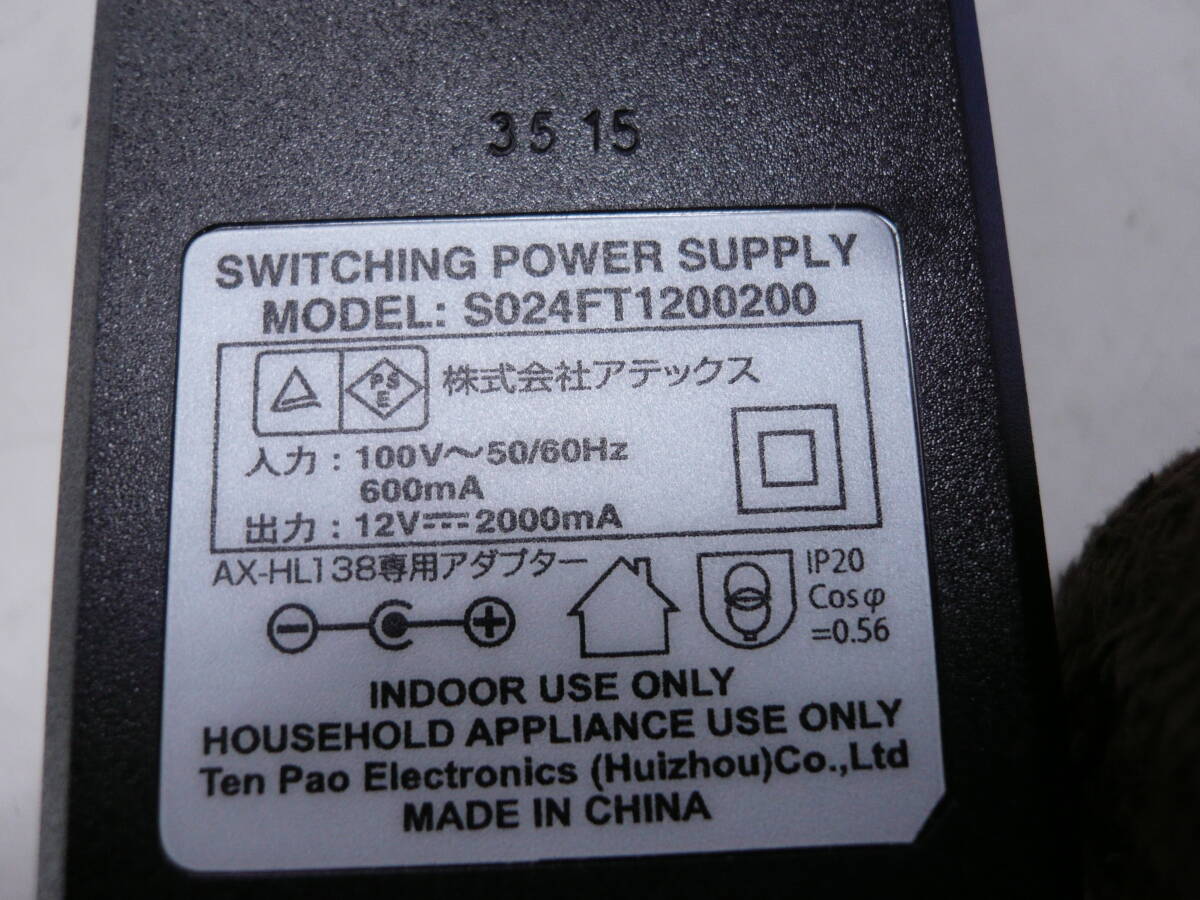 35 15
SWITCHING POWER SUPPLY
MODEL: S024FT1200200
PSE 株式会社アテックス
入力：100V～50/60Hz
600mA
出力：12V⎓2000mA
AX-HL138専用アダプター
IP20
Cosφ
=0.56
INDOOR USE ONLY
HOUSEHOLD APPLIANCE USE ONLY
Ten Pao Electronics (Huizhou)Co.,Ltd
MADE IN CHINA